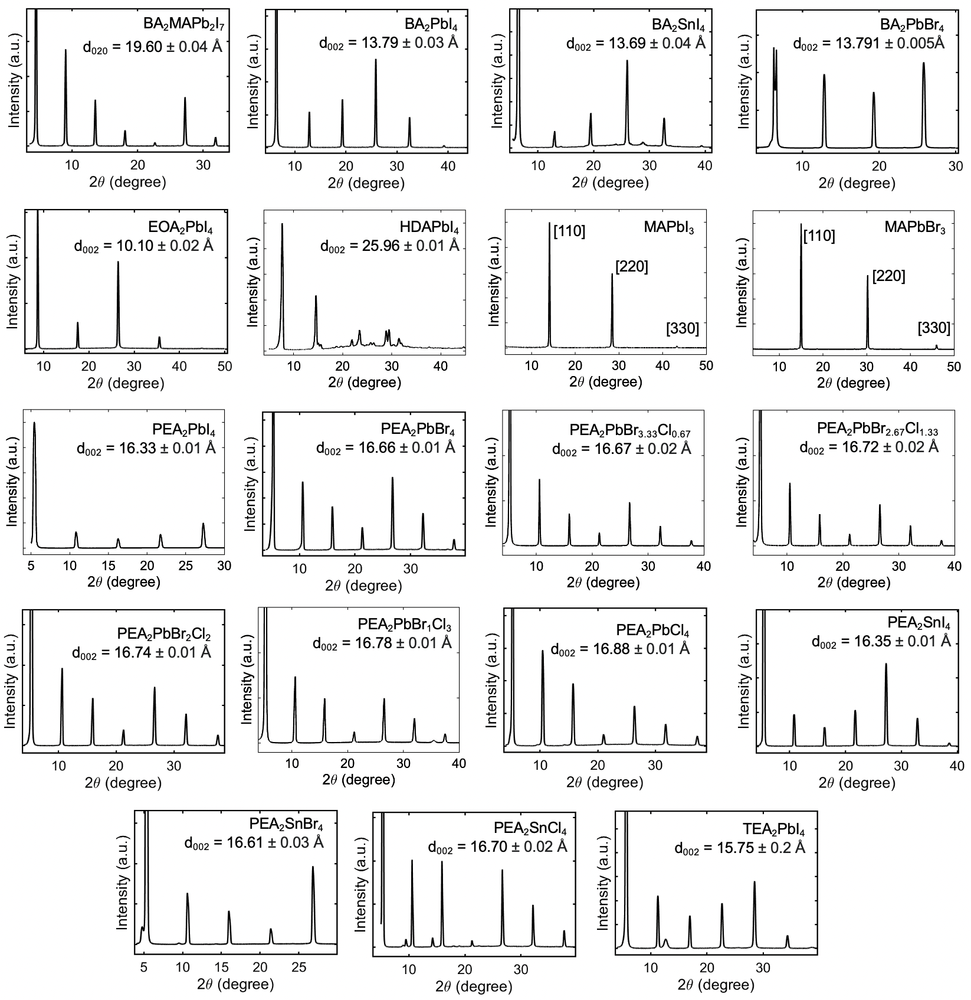 BA₂MAPb₂I₇
d₀₂₀ = 19.60 ± 0.04 Å
Intensity (a.u.)
10 20 30
2θ (degree)
BA₂PbI₄
d₀₀₂ = 13.79 ± 0.03 Å
Intensity (a.u.)
10 20 30 40
2θ (degree)
BA₂SnI₄
d₀₀₂ = 13.69 ± 0.04 Å
Intensity (a.u.)
10 20 30 40
2θ (degree)
BA₂PbBr₄
d₀₀₂ = 13.791 ± 0.005Å
Intensity (a.u.)
10 20 30
2θ (degree)
EOA₂PbI₄
d₀₀₂ = 10.10 ± 0.02 Å
Intensity (a.u.)
10 20 30 40 50
2θ (degree)
HDAPbI₄
d₀₀₂ = 25.96 ± 0.01 Å
Intensity (a.u.)
10 20 30 40
2θ (degree)
MAPbI₃
[110]
[220]
[330]
Intensity (a.u.)
10 20 30 40 50
2θ (degree)
MAPbBr₃
[110]
[220]
[330]
Intensity (a.u.)
10 20 30 40 50
2θ (degree)
PEA₂PbI₄
d₀₀₂ = 16.33 ± 0.01 Å
Intensity (a.u.)
5 10 15 20 25 30
2θ (degree)
PEA₂PbBr₄
d₀₀₂ = 16.66 ± 0.01 Å
Intensity (a.u.)
10 20 30
2θ (degree)
PEA₂PbBr₃.₃₃Cl₀.₆₇
d₀₀₂ = 16.67 ± 0.02 Å
Intensity (a.u.)
10 20 30 40
2θ (degree)
PEA₂PbBr₂.₆₇Cl₁.₃₃
d₀₀₂ = 16.72 ± 0.02 Å
Intensity (a.u.)
10 20 30 40
2θ (degree)
PEA₂PbBr₂Cl₂
d₀₀₂ = 16.74 ± 0.01 Å
Intensity (a.u.)
10 20 30
2θ (degree)
PEA₂PbBr₁Cl₃
d₀₀₂ = 16.78 ± 0.01 Å
Intensity (a.u.)
10 20 30 40
2θ (degree)
PEA₂PbCl₄
d₀₀₂ = 16.88 ± 0.01 Å
Intensity (a.u.)
10 20 30
2θ (degree)
PEA₂SnI₄
d₀₀₂ = 16.35 ± 0.01 Å
Intensity (a.u.)
10 20 30 40
2θ (degree)
PEA₂SnBr₄
d₀₀₂ = 16.61 ± 0.03 Å
Intensity (a.u.)
5 10 15 20 25
2θ (degree)
PEA₂SnCl₄
d₀₀₂ = 16.70 ± 0.02 Å
Intensity (a.u.)
10 20 30
2θ (degree)
TEA₂PbI₄
d₀₀₂ = 15.75 ± 0.2 Å
Intensity (a.u.)
10 20 30
2θ (degree)